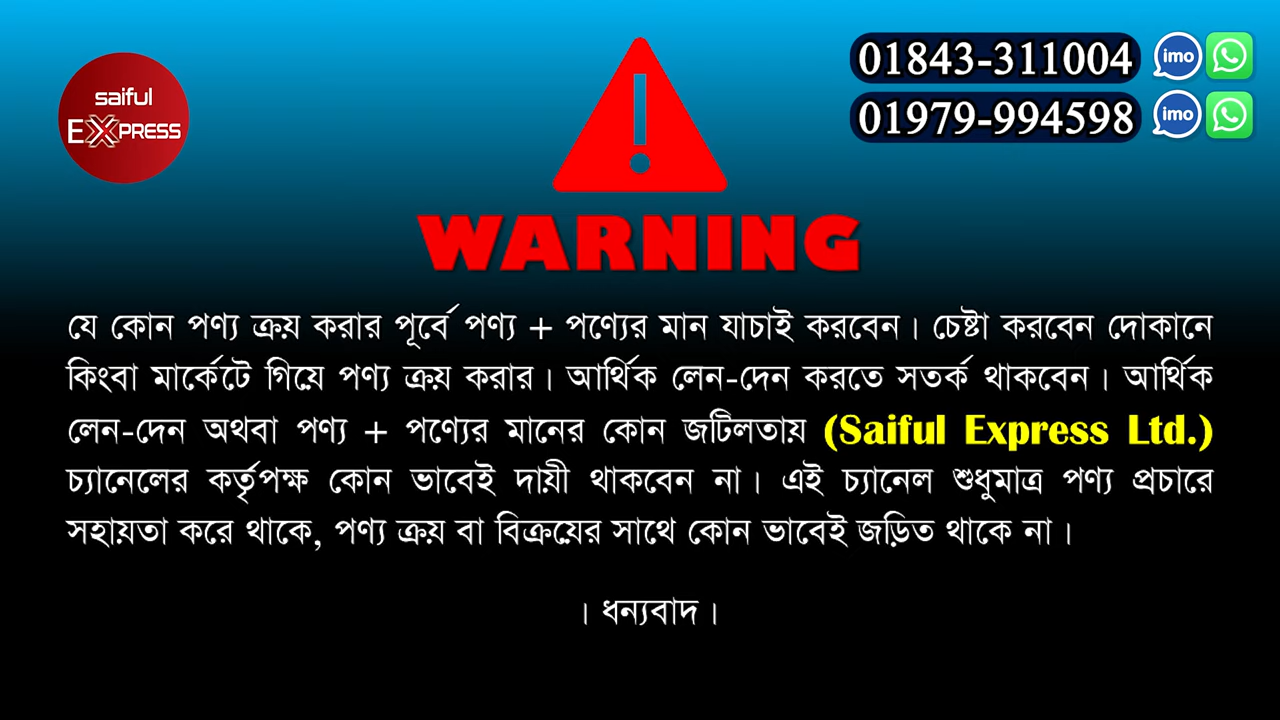 saiful
EXPRESS
01843-311004 imo
01979-994598 imo
WARNING
যে কোন পণ্য ক্রয় করার পূর্বে পণ্য + পণ্যের মান যাচাই করবেন। চেষ্টা করবেন দোকানে
কিংবা মার্কেটে গিয়ে পণ্য ক্রয় করার। আর্থিক লেন-দেন করতে সতর্ক থাকবেন। আর্থিক
লেন-দেন অথবা পণ্য + পণ্যের মানের কোন জটিলতায় (Saiful Express Ltd.)
চ্যানেলের কর্তৃপক্ষ কোন ভাবেই দায়ী থাকবেন না। এই চ্যানেল শুধুমাত্র পণ্য প্রচারে
সহায়তা করে থাকে, পণ্য ক্রয় বা বিক্রয়ের সাথে কোন ভাবেই জড়িত থাকে না।
। ধন্যবাদ।